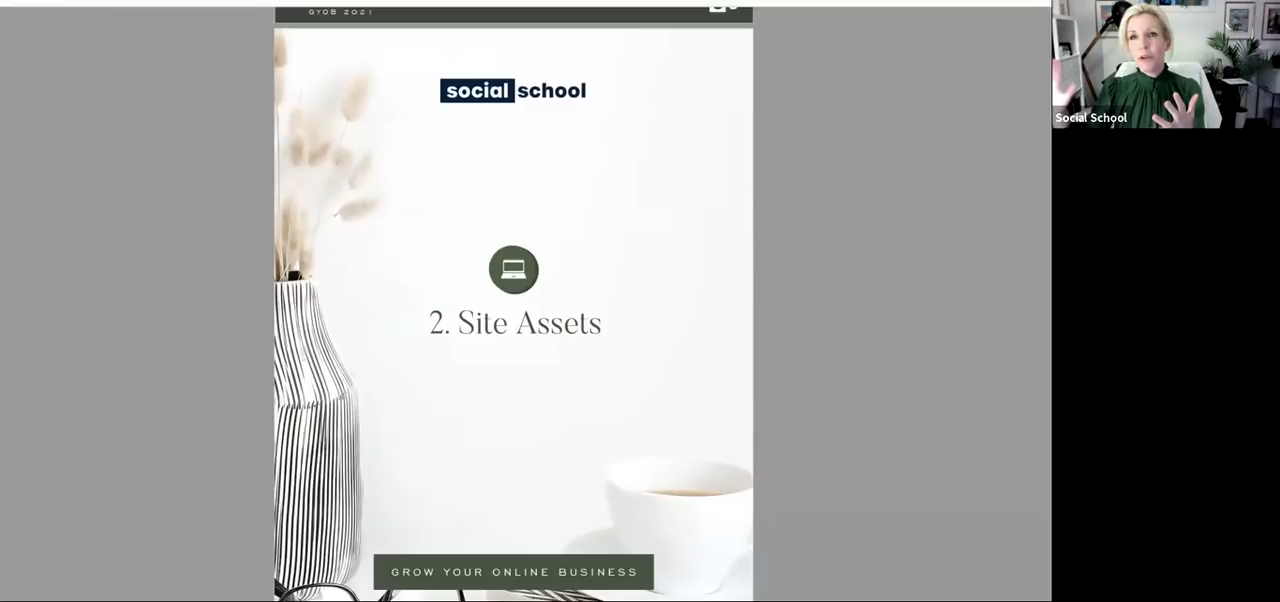 GYOB 2021
social school
Social School
2. Site Assets
GROW YOUR ONLINE BUSINESS